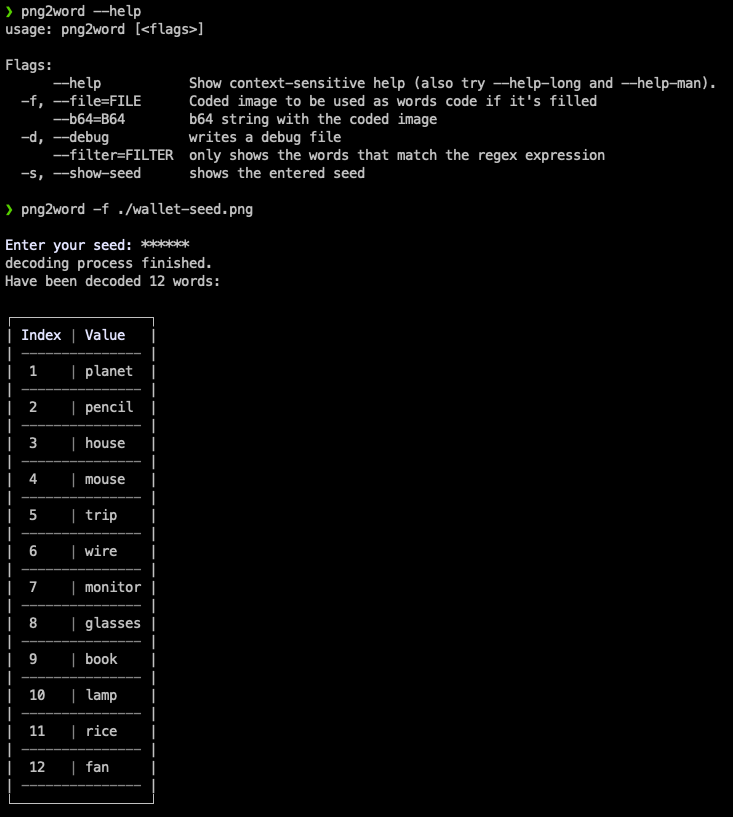 ❯ png2word --help
usage: png2word [<flags>]

Flags:
      --help           Show context-sensitive help (also try --help-long and --help-man).
  -f, --file=FILE      Coded image to be used as words code if it's filled
      --b64=B64        b64 string with the coded image
  -d, --debug          writes a debug file
      --filter=FILTER  only shows the words that match the regex expression
  -s, --show-seed      shows the entered seed

❯ png2word -f ./wallet-seed.png

Enter your seed: ******
decoding process finished.
Have been decoded 12 words:

| Index | Value   |
| --------------- |
|  1    | planet  |
| --------------- |
|  2    | pencil  |
| --------------- |
|  3    | house   |
| --------------- |
|  4    | mouse   |
| --------------- |
|  5    | trip    |
| --------------- |
|  6    | wire    |
| --------------- |
|  7    | monitor |
| --------------- |
|  8    | glasses |
| --------------- |
|  9    | book    |
| --------------- |
|  10   | lamp    |
| --------------- |
|  11   | rice    |
| --------------- |
|  12   | fan     |
| --------------- |